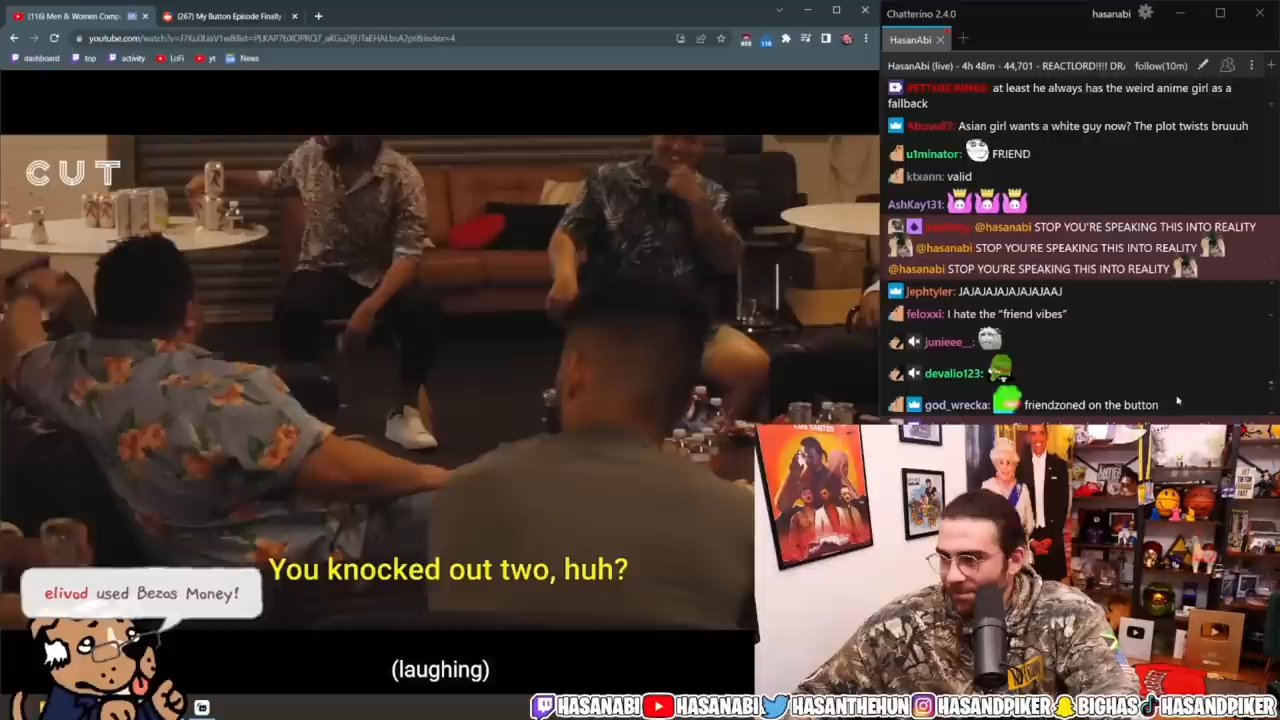 (116) Men & Women Comp
(267) My Button Episode Finally
youtube.com/watch?v=
&index=4
dashboard
top
activity
LoFi
yt
News
CUT
You knocked out two, huh?
(laughing)
elivod used Bezos Money!
Chatterino 2.4.0
hasanabi
HasanAbi
HasanAbi (live) - 4h 48m - 44,701 - REACTLORD!!!! DR
follow(10m)
at least he always has the weird anime girl as a
fallback
Above87: Asian girl wants a white guy now? The plot twists bruuuh
u1minator: FRIEND
ktxann: valid
AshKay131:
@hasanabi STOP YOU'RE SPEAKING THIS INTO REALITY
@hasanabi STOP YOU'RE SPEAKING THIS INTO REALITY
@hasanabi STOP YOU'RE SPEAKING THIS INTO REALITY
Jephtyler: JAJAJAJAJAJAJAAJ
feloxxi: I hate the "friend vibes"
junieee__:
devalio123:
god_wrecka: friendzoned on the button
LOS SANTOS
HASANABI
HASANABI
HASANTHEHUN
HASANDPIKER
BIGHAS
HASANDPIKER